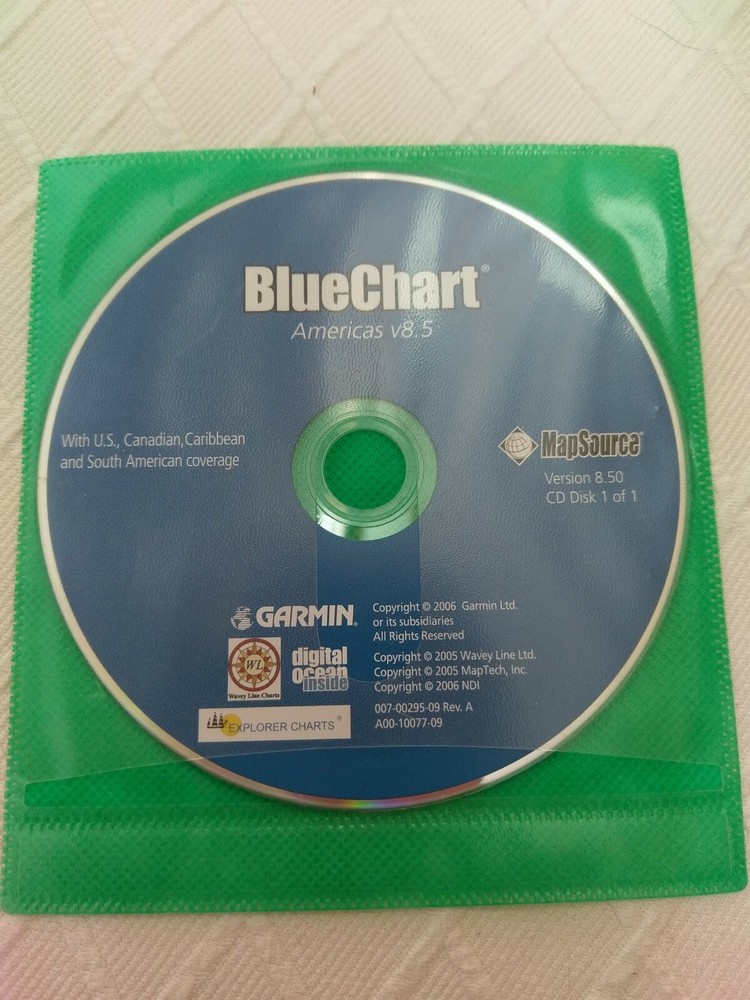 BlueChart®
Americas v8.5
With U.S., Canadian,Caribbean
and South American coverage
MapSource®
Version 8.50
CD Disk 1 of 1
GARMIN®
Copyright © 2006 Garmin Ltd.
or its subsidiaries
All Rights Reserved
WL
Wavey Line Charts
digital
ocean
inside
Copyright © 2005 Wavey Line Ltd.
Copyright © 2005 MapTech, Inc.
Copyright © 2006 NDI
EXPLORER CHARTS®
007-00295-09 Rev. A
A00-10077-09